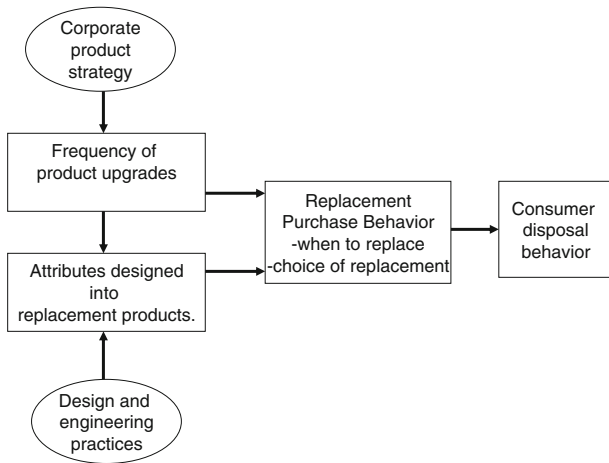 Corporate
product
strategy
Frequency of
product upgrades
Attributes designed
into
replacement products.
Design and
engineering
practices
Replacement
Purchase Behavior
-when to replace
-choice of replacement
Consumer
disposal
behavior